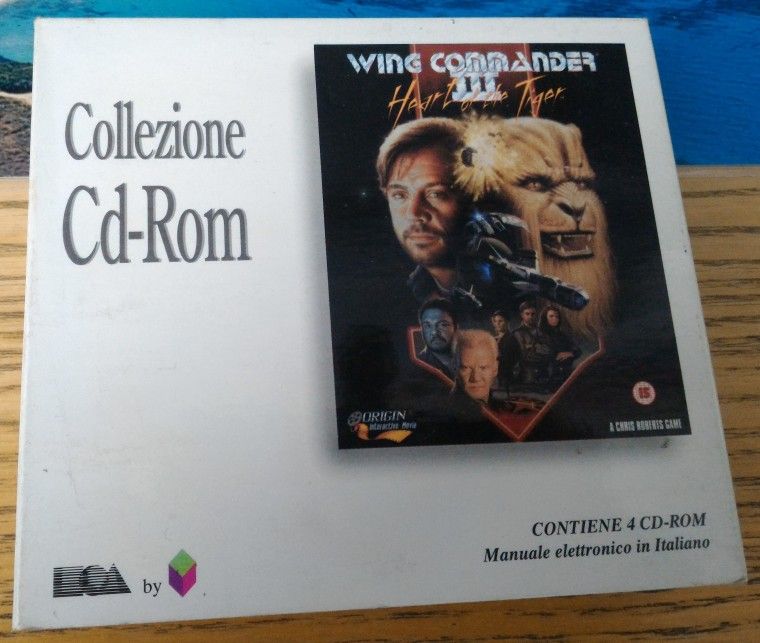 Collezione
Cd-Rom
WING COMMANDER
III
Heart of the Tiger
ORIGIN
Interactive Movie
15
A CHRIS ROBERTS GAME
CONTIENE 4 CD-ROM
Manuale elettronico in Italiano
by